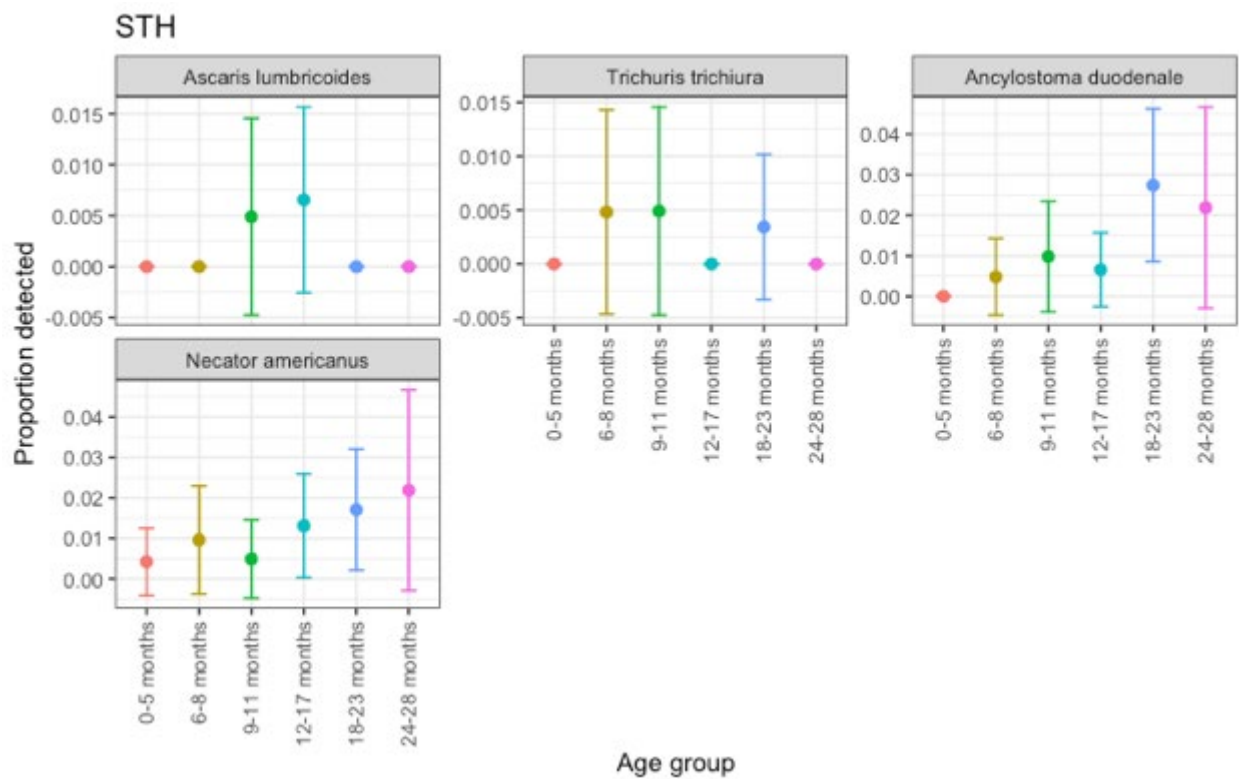 STH
Ascaris lumbricoides
Trichuris trichiura
Ancylostoma duodenale
0.015
0.010
0.005
0.000
-0.005
0.015
0.010
0.005
0.000
-0.005
0.04
0.03
0.02
0.01
0.00
Proportion detected
Necator americanus
0.04
0.03
0.02
0.01
0.00
0-5 months
6-8 months
9-11 months
12-17 months
18-23 months
24-28 months
0-5 months
6-8 months
9-11 months
12-17 months
18-23 months
24-28 months
0-5 months
6-8 months
9-11 months
12-17 months
18-23 months
24-28 months
Age group